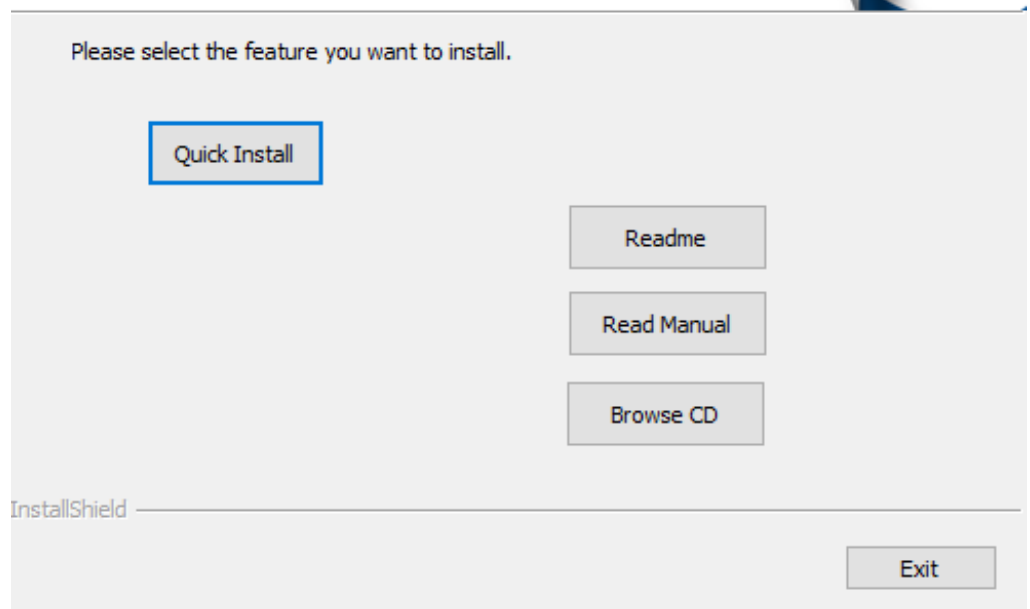 Please select the feature you want to install.
Quick Install
Readme
Read Manual
Browse CD
InstallShield
Exit